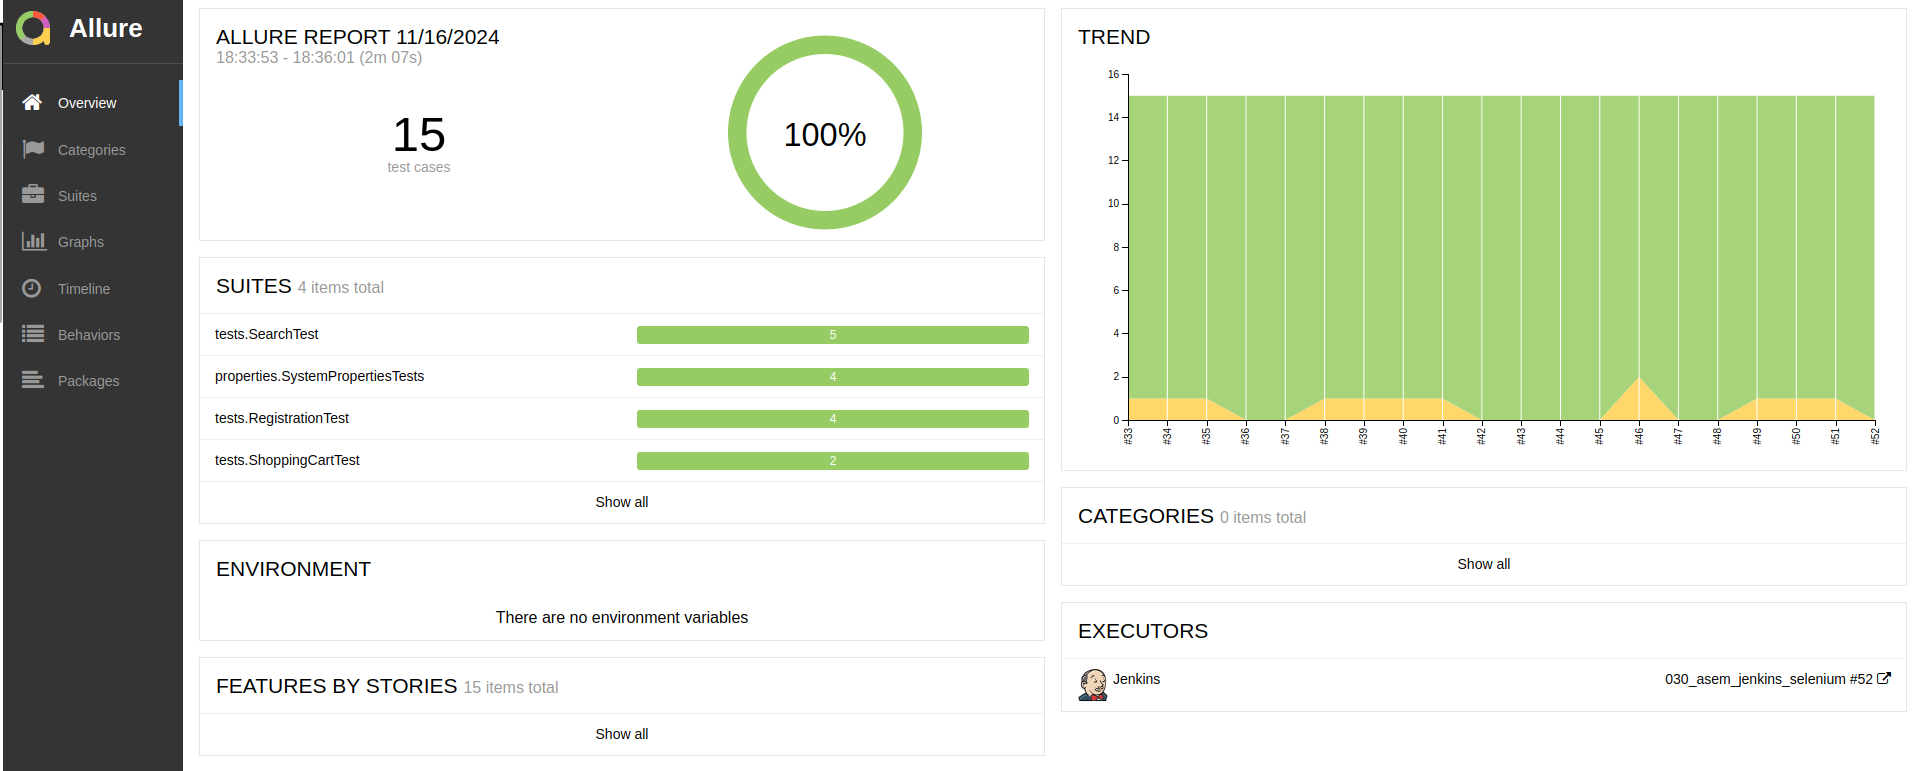 Allure
Overview
Categories
Suites
Graphs
Timeline
Behaviors
Packages
ALLURE REPORT 11/16/2024
18:33:53 - 18:36:01 (2m 07s)
15
test cases
100%
SUITES 4 items total
tests.SearchTest 5
properties.SystemPropertiesTests 4
tests.RegistrationTest 4
tests.ShoppingCartTest 2
Show all
ENVIRONMENT
There are no environment variables
FEATURES BY STORIES 15 items total
Show all
TREND
16
14
12
10
8
6
4
2
0
#33 #34 #35 #36 #37 #38 #39 #40 #41 #42 #43 #44 #45 #46 #47 #48 #49 #50 #51 #52
CATEGORIES 0 items total
Show all
EXECUTORS
Jenkins 030_asem_jenkins_selenium #52